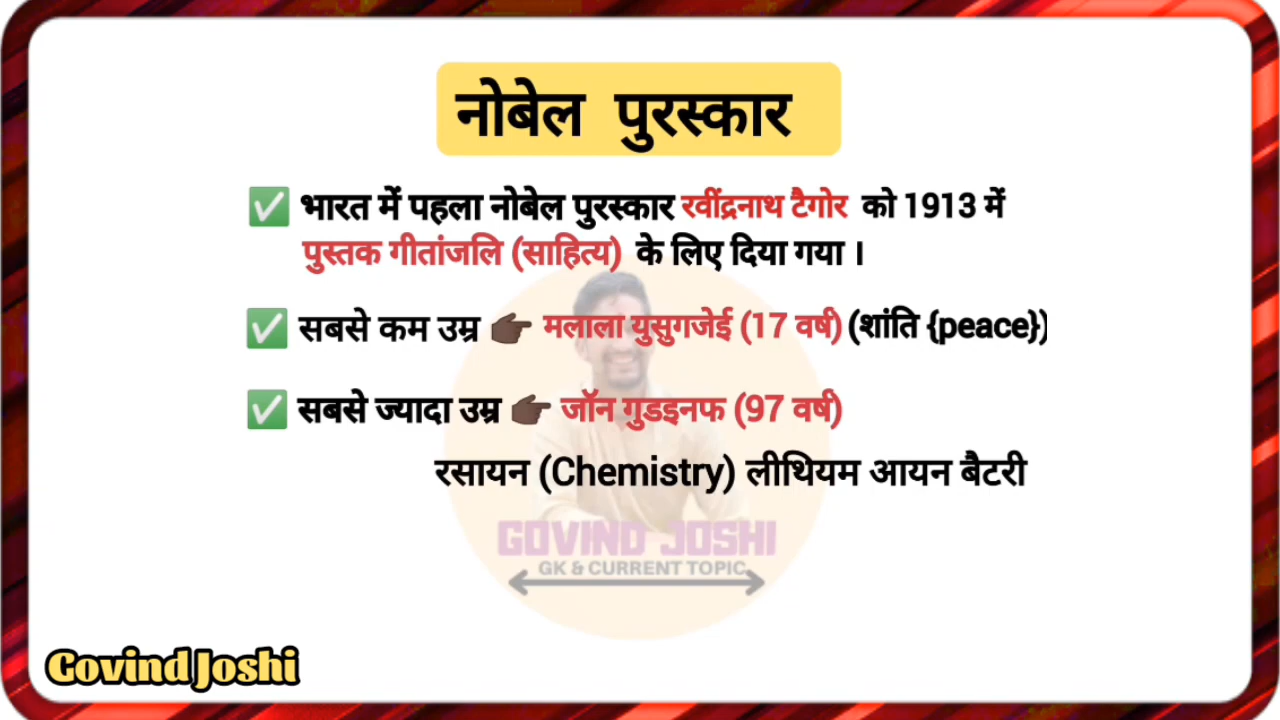 नोबेल पुरस्कार
✅ भारत में पहला नोबेल पुरस्कार रवींद्रनाथ टैगोर को 1913 में
पुस्तक गीतांजलि (साहित्य) के लिए दिया गया ।
✅ सबसे कम उम्र 👉🏿 मलाला युसुगजेई (17 वर्ष) (शांति {peace})
✅ सबसे ज्यादा उम्र 👉🏿 जॉन गुडइनफ (97 वर्ष)
रसायन (Chemistry) लीथियम आयन बैटरी
GOVIND JOSHI
GK & CURRENT TOPIC
Govind Joshi